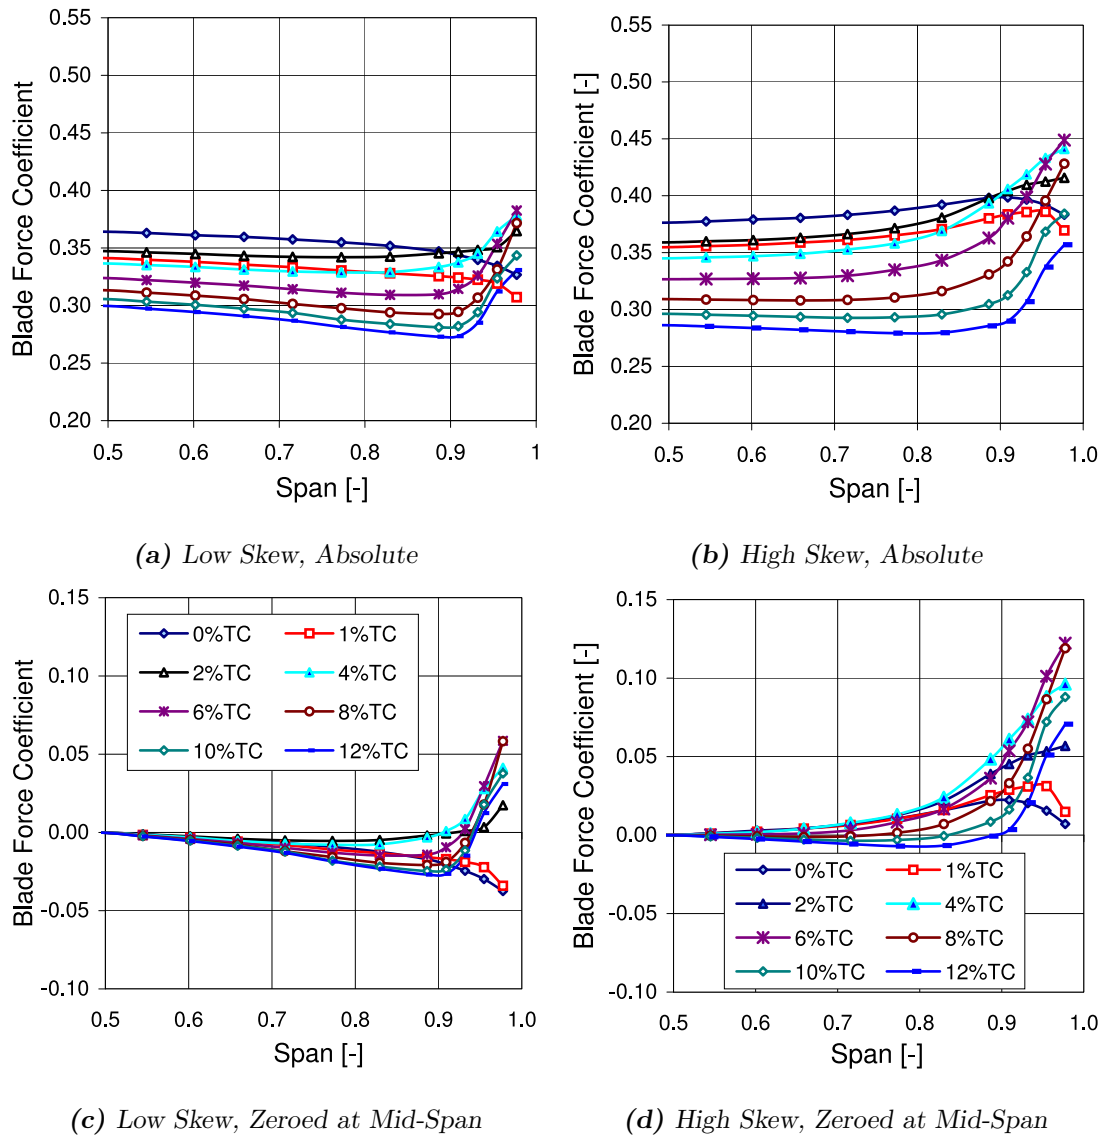 Blade Force Coefficient
0.55
0.50
0.45
0.40
0.35
0.30
0.25
0.20
0.5 0.6 0.7 0.8 0.9 1
Span [-]
(a) Low Skew, Absolute
Blade Force Coefficient [-]
0.55
0.50
0.45
0.40
0.35
0.30
0.25
0.20
0.5 0.6 0.7 0.8 0.9 1.0
Span [-]
(b) High Skew, Absolute
Blade Force Coefficient
0.15
0.10
0.05
0.00
-0.05
-0.10
0%TC 1%TC
2%TC 4%TC
6%TC 8%TC
10%TC 12%TC
0.5 0.6 0.7 0.8 0.9 1.0
Span [-]
(c) Low Skew, Zeroed at Mid-Span
Blade Force Coefficient [-]
0.15
0.10
0.05
0.00
-0.05
-0.10
0%TC 1%TC
2%TC 4%TC
6%TC 8%TC
10%TC 12%TC
0.5 0.6 0.7 0.8 0.9 1.0
Span [-]
(d) High Skew, Zeroed at Mid-Span